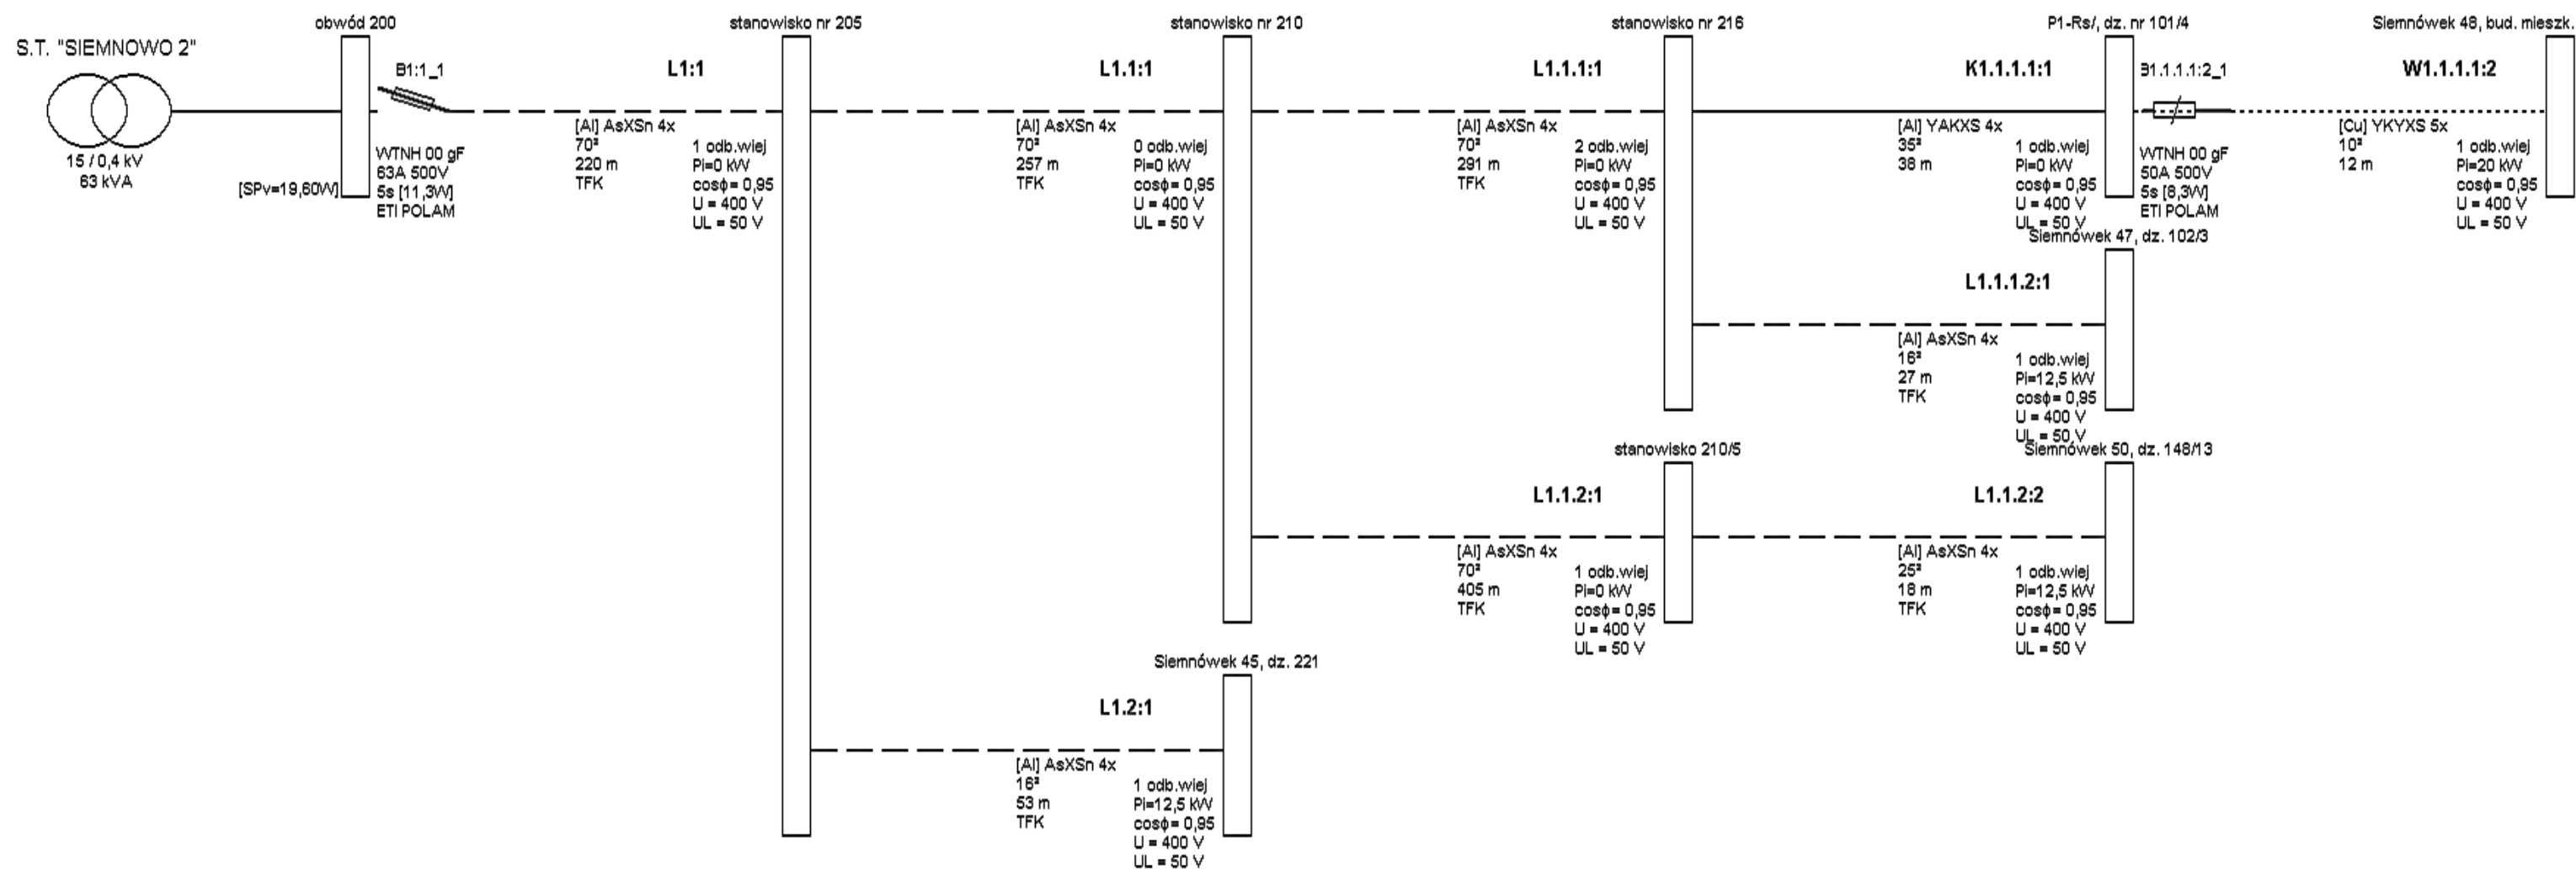 S.T. "SIEMNOWO 2"
15 / 0,4 kV
63 kVA
obwód 200
[SPv=19,60W]
B1:1_1
WTNH 00 gF
63A 500V
5s [11,3W]
ETI POLAM
L1:1
[Al] AsXSn 4x
70²
220 m
TFK
1 odb.wiej
Pi=0 kW
cosϕ= 0,95
U = 400 V
UL = 50 V
stanowisko nr 205
L1.1:1
[Al] AsXSn 4x
70²
257 m
TFK
0 odb.wiej
Pi=0 kW
cosϕ= 0,95
U = 400 V
UL = 50 V
stanowisko nr 210
L1.1.1:1
[Al] AsXSn 4x
70²
291 m
TFK
2 odb.wiej
Pi=0 kW
cosϕ= 0,95
U = 400 V
UL = 50 V
stanowisko nr 216
K1.1.1.1:1
[Al] YAKXS 4x
35²
38 m
1 odb.wiej
Pi=0 kW
cosϕ= 0,95
U = 400 V
UL = 50 V
P1-Rs/, dz. nr 101/4
B1.1.1.1:2_1
WTNH 00 gF
50A 500V
5s [8,3W]
ETI POLAM
W1.1.1.1:2
[Cu] YKYXS 5x
10²
12 m
1 odb.wiej
Pi=20 kW
cosϕ= 0,95
U = 400 V
UL = 50 V
Siemnówek 48, bud. mieszk.
Siemnówek 47, dz. 102/3
L1.1.1.2:1
[Al] AsXSn 4x
16²
27 m
TFK
1 odb.wiej
Pi=12,5 kW
cosϕ= 0,95
U = 400 V
UL = 50 V
stanowisko 210/5
L1.1.2:1
[Al] AsXSn 4x
70²
405 m
TFK
1 odb.wiej
Pi=0 kW
cosϕ= 0,95
U = 400 V
UL = 50 V
Siemnówek 50, dz. 148/13
L1.1.2:2
[Al] AsXSn 4x
25²
18 m
TFK
1 odb.wiej
Pi=12,5 kW
cosϕ= 0,95
U = 400 V
UL = 50 V
Siemnówek 45, dz. 221
L1.2:1
[Al] AsXSn 4x
16²
53 m
TFK
1 odb.wiej
Pi=12,5 kW
cosϕ= 0,95
U = 400 V
UL = 50 V